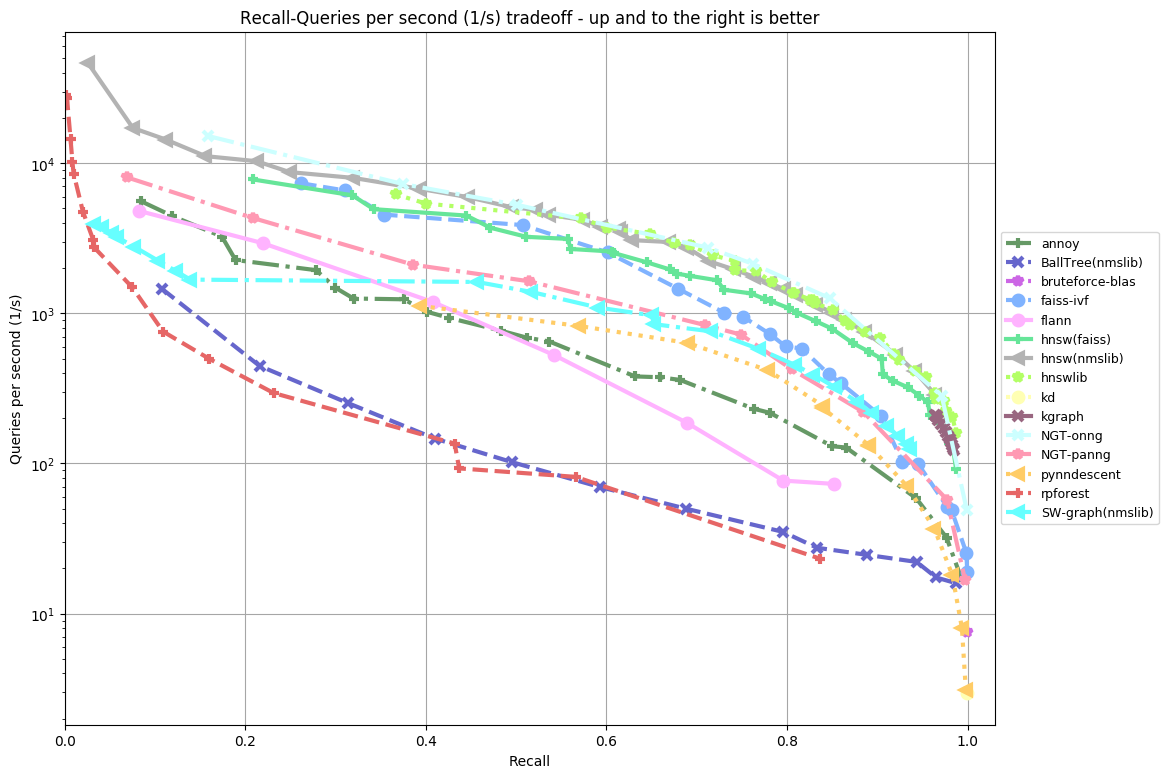 Recall-Queries per second (1/s) tradeoff - up and to the right is better
Queries per second (1/s)
10^4
10^3
10^2
10^1
0.0 0.2 0.4 0.6 0.8 1.0
Recall
annoy
BallTree(nmslib)
bruteforce-blas
faiss-ivf
flann
hnsw(faiss)
hnsw(nmslib)
hnswlib
kd
kgraph
NGT-onng
NGT-panng
pynndescent
rpforest
SW-graph(nmslib)